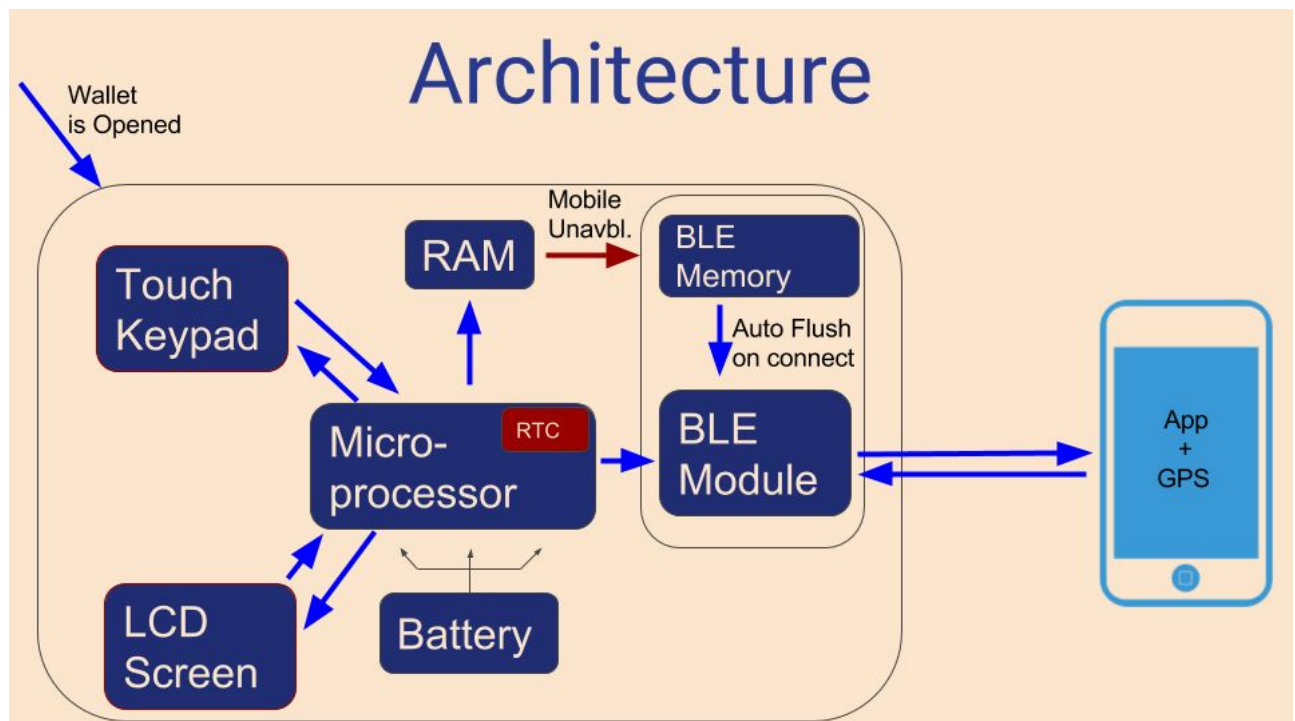 Architecture
Wallet
is Opened
Mobile
Unavbl.
RAM
BLE
Memory
Touch
Keypad
Auto Flush
on connect
RTC
Micro-
processor
BLE
Module
App
+
GPS
LCD
Screen
Battery